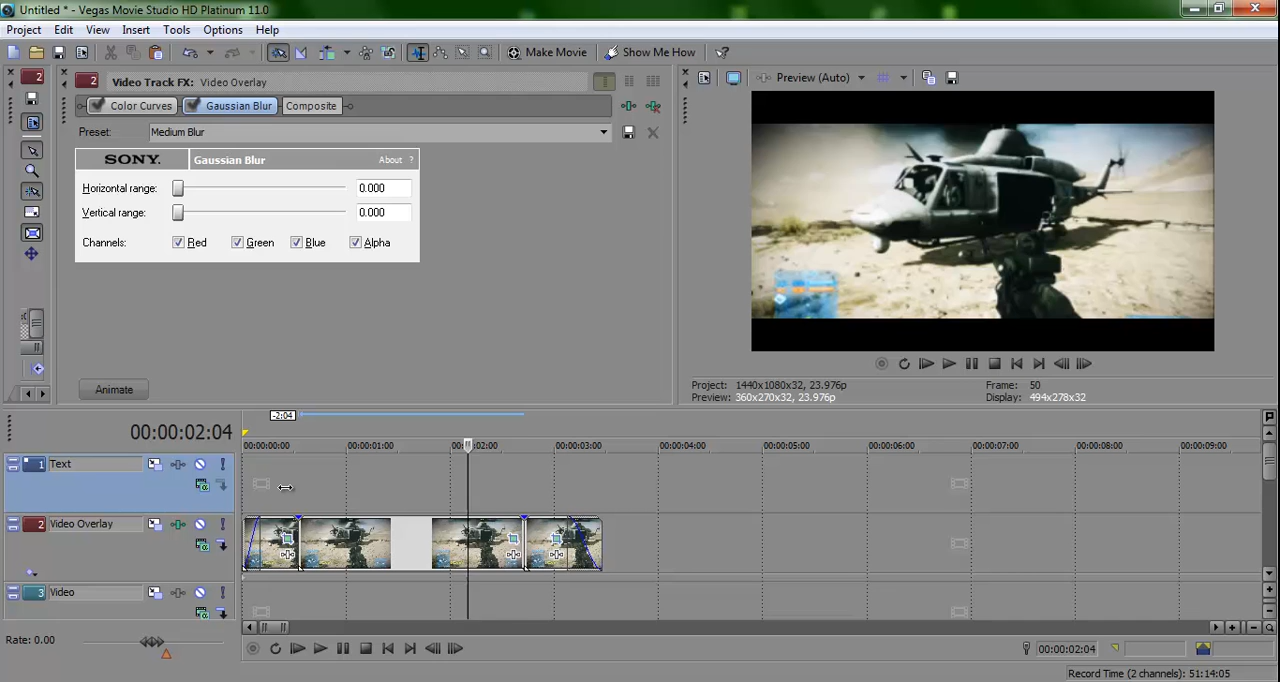 Untitled * - Vegas Movie Studio HD Platinum 11.0
Project Edit View Insert Tools Options Help
Make Movie Show Me How
2 2 Video Track FX: Video Overlay Preview (Auto)
Color Curves Gaussian Blur Composite
Preset: Medium Blur
SONY. Gaussian Blur About ?
Horizontal range: 0.000
Vertical range: 0.000
Channels: Red Green Blue Alpha
Animate
Project: 1440x1080x32, 23.976p Frame: 50
Preview: 360x270x32, 23.976p Display: 494x278x32
-2:04
00:00:02:04
00:00:00:00 00:00:01:00 00:00:02:00 00:00:03:00 00:00:04:00 00:00:05:00 00:00:06:00 00:00:07:00 00:00:08:00 00:00:09:00
1 Text
2 Video Overlay
3 Video
Rate: 0.00
00:00:02:04
Record Time (2 channels): 51:14:05